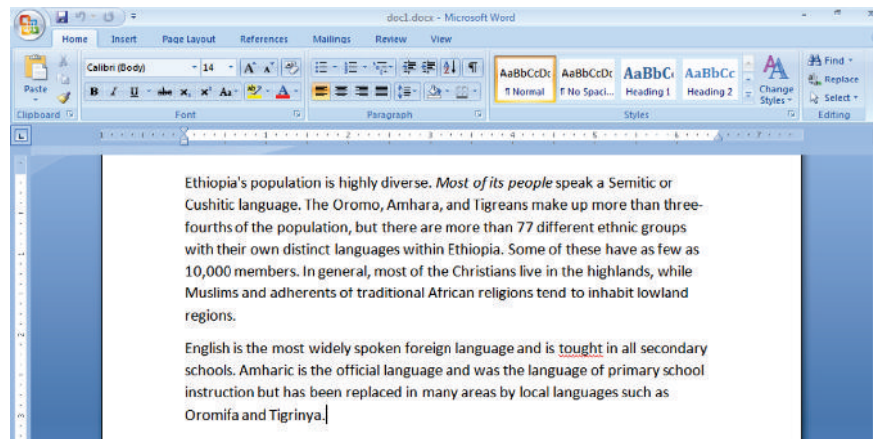 doc1.docx - Microsoft Word
Home Insert Page Layout References Mailings Review View
Calibri (Body) 14
Paste
B I U abe x, x² Aa A
Clipboard Font Paragraph Styles Editing
AaBbCcDc AaBbCcDc AaBbC AaBbCc
¶ Normal ¶ No Spaci... Heading 1 Heading 2
Change Styles
Find
Replace
Select
Ethiopia's population is highly diverse. Most of its people speak a Semitic or
Cushitic language. The Oromo, Amhara, and Tigreans make up more than three-
fourths of the population, but there are more than 77 different ethnic groups
with their own distinct languages within Ethiopia. Some of these have as few as
10,000 members. In general, most of the Christians live in the highlands, while
Muslims and adherents of traditional African religions tend to inhabit lowland
regions.
English is the most widely spoken foreign language and is tought in all secondary
schools. Amharic is the official language and was the language of primary school
instruction but has been replaced in many areas by local languages such as
Oromifa and Tigrinya.